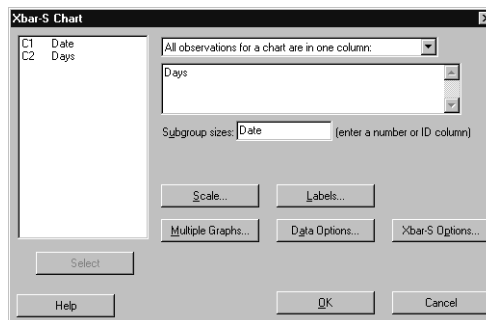 Xbar-S Chart
C1 Date
C2 Days
All observations for a chart are in one column:
Days
Subgroup sizes: Date (enter a number or ID column)
Scale... Labels...
Multiple Graphs... Data Options... Xbar-S Options...
Select
Help OK Cancel